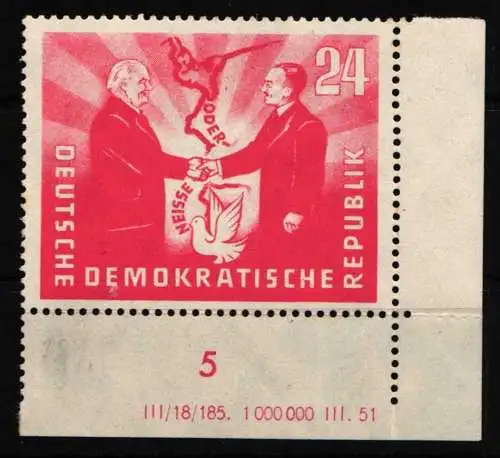 24
ODER
NEISSE
DEUTSCHE
DEMOKRATISCHE
REPUBLIK
5
III/18/185. 1 000 000 III. 51